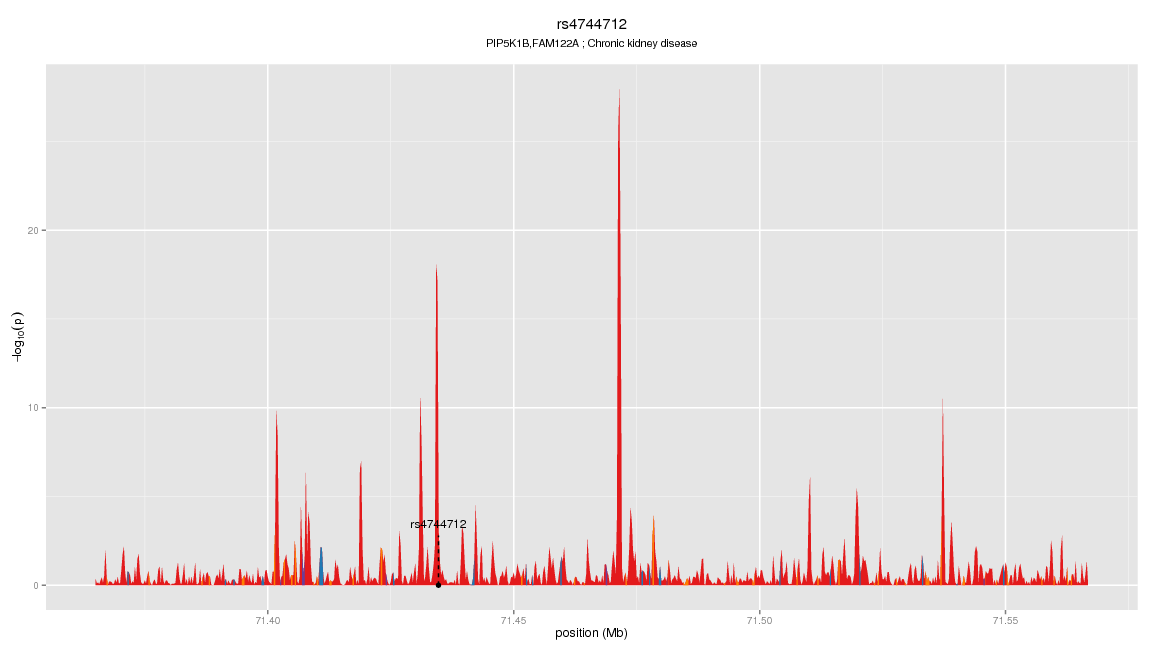 rs4744712
PIP5K1B,FAM122A ; Chronic kidney disease
−log10(p)
20
10
0
rs4744712
71.40
71.45
71.50
71.55
position (Mb)